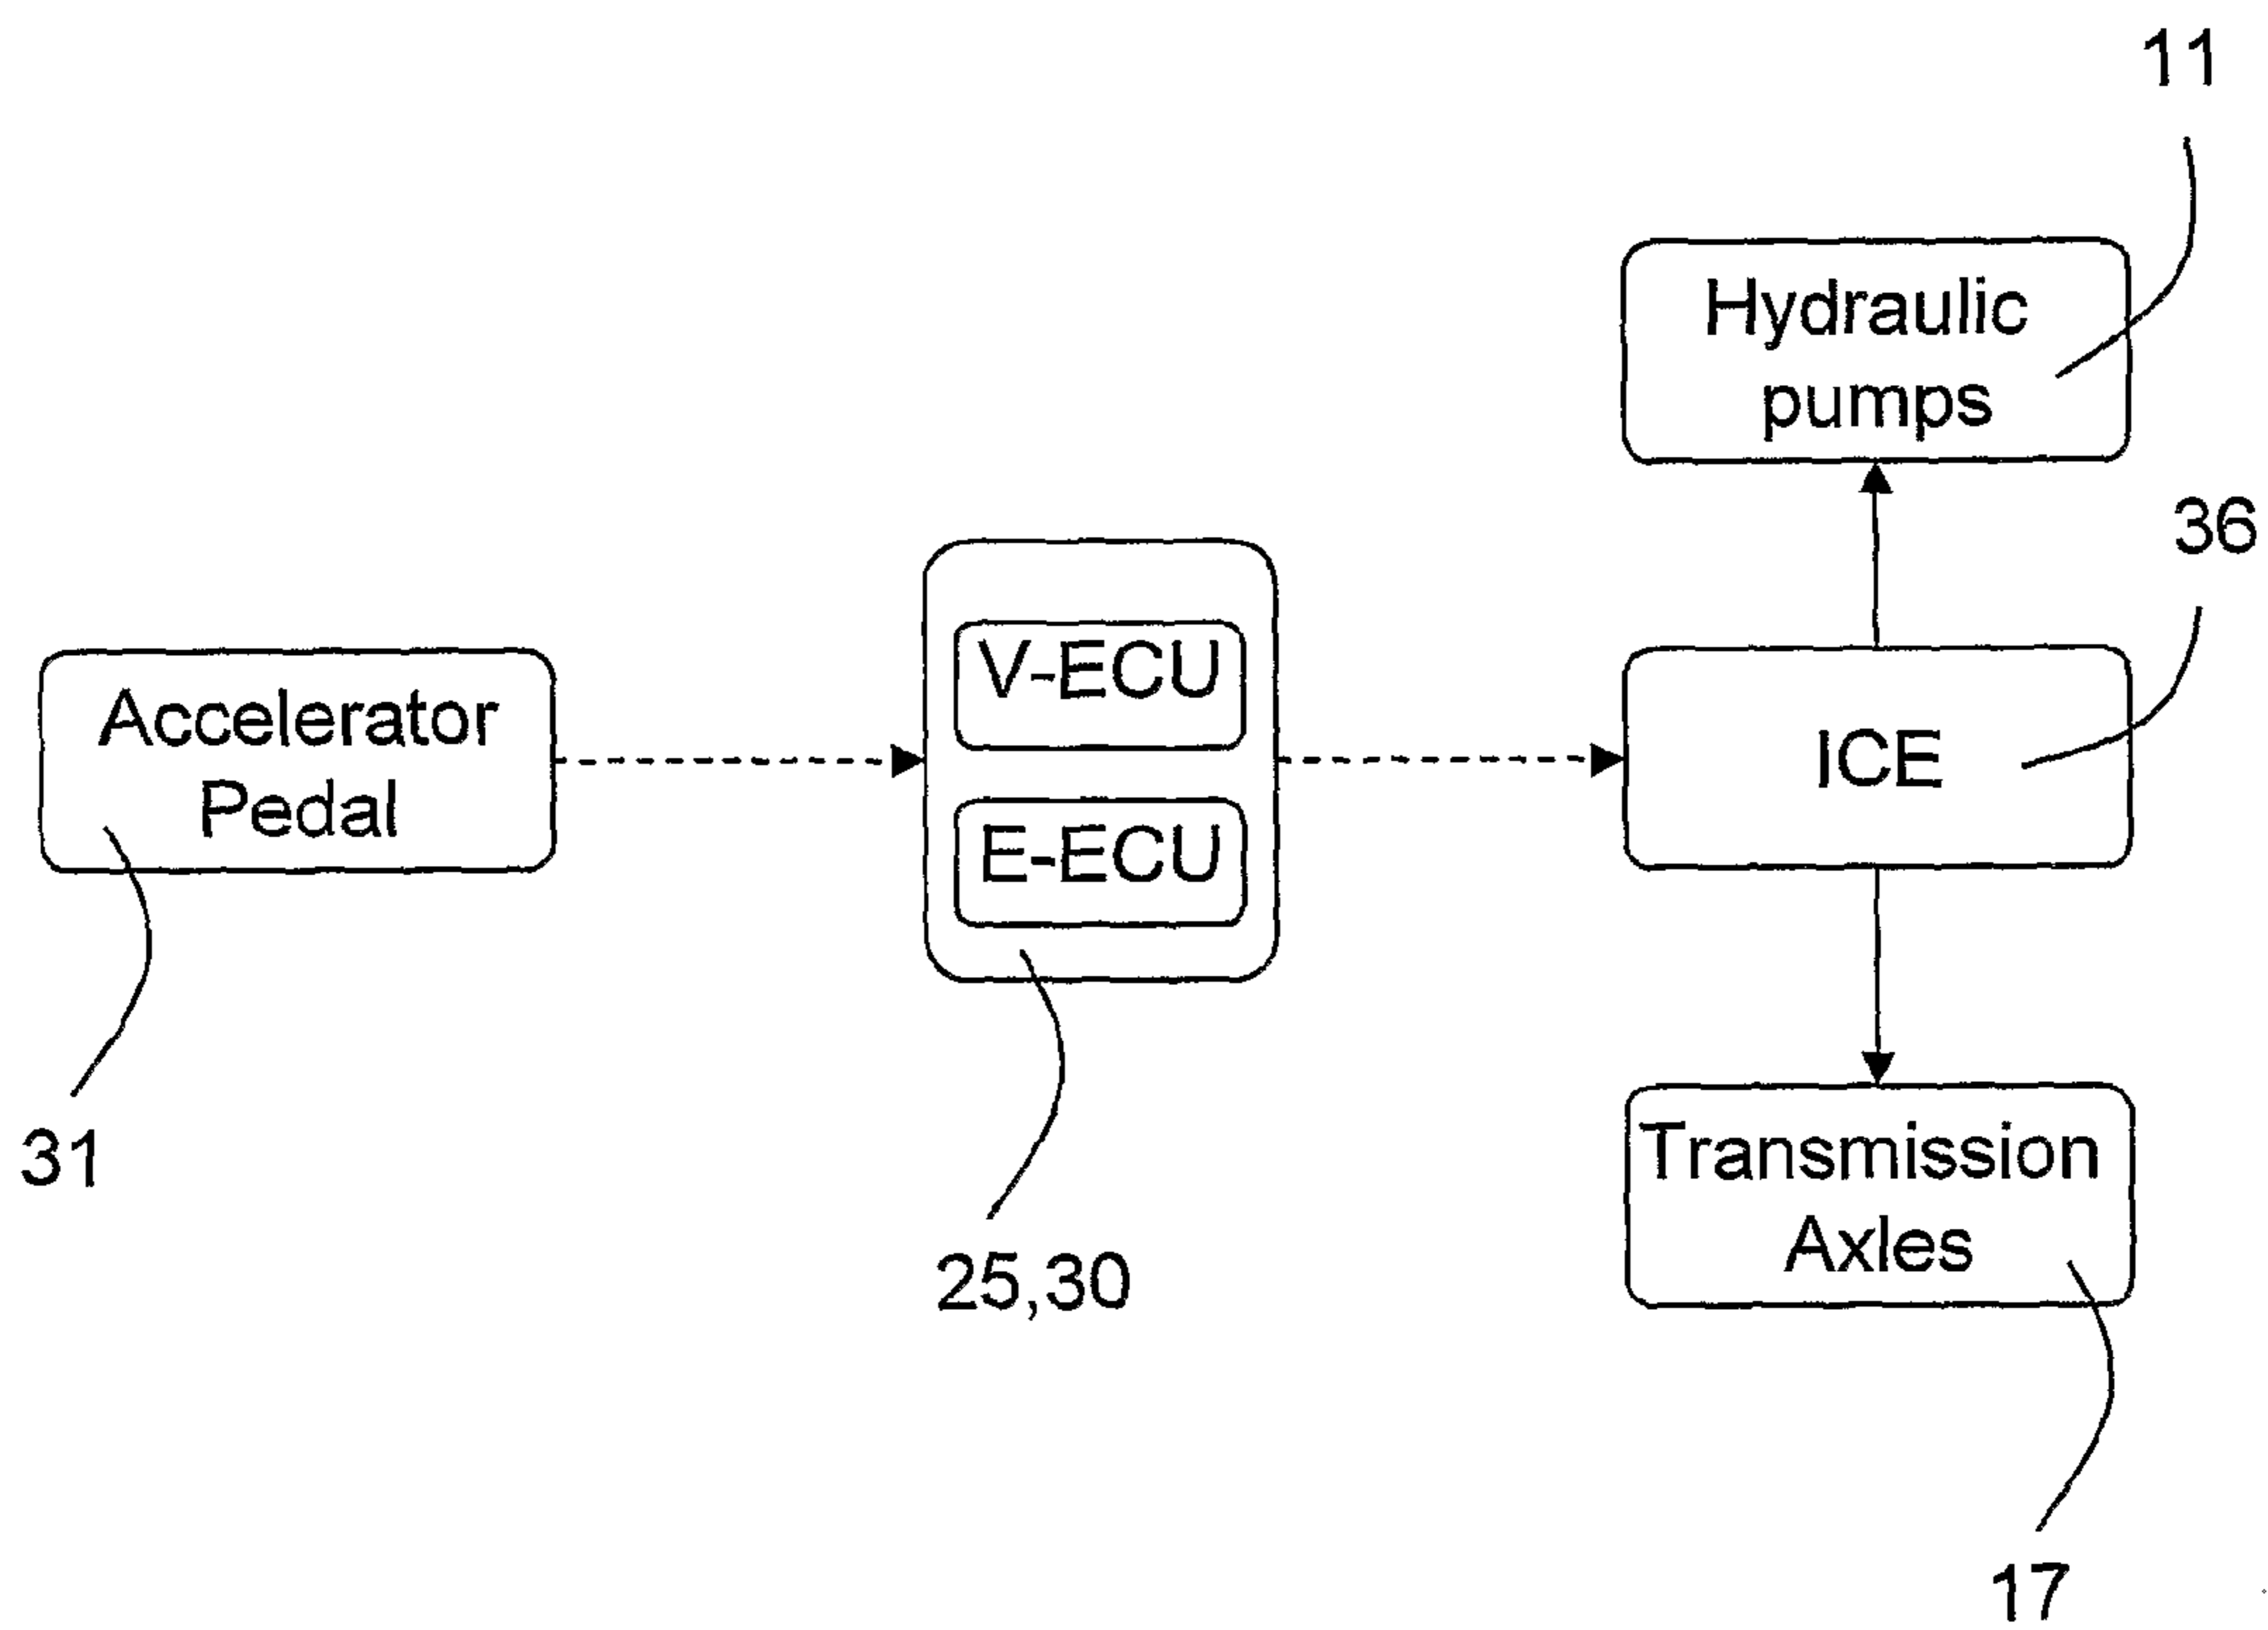 11
Hydraulic
pumps
36
V-ECU
Accelerator
Pedal
ICE
E-ECU
31
Transmission
Axles
25,30
17